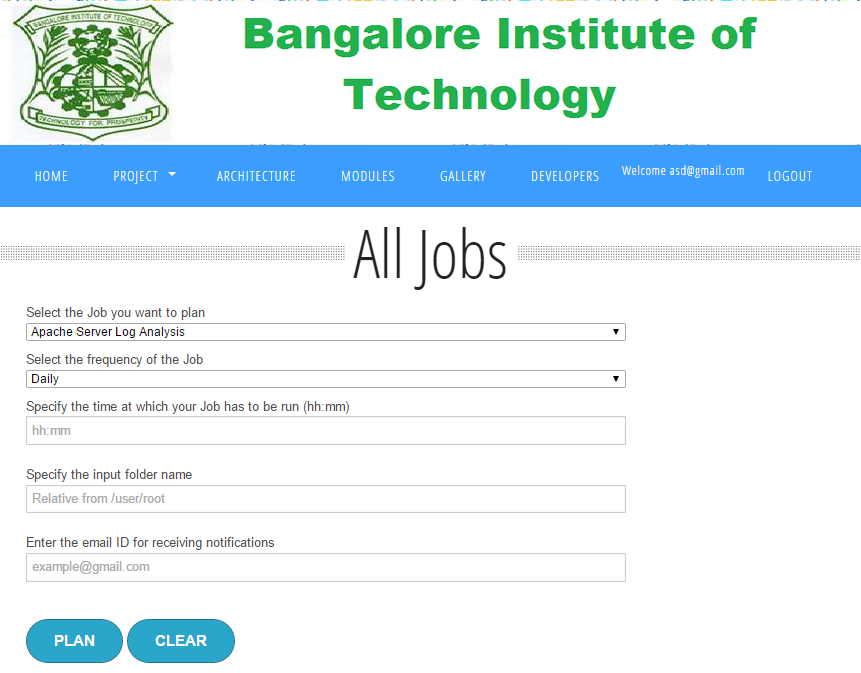 BANGALORE INSTITUTE OF TECHNOLOGY
TECHNOLOGY FOR PROSPERITY
Bangalore Institute of
Technology
HOME PROJECT ARCHITECTURE MODULES GALLERY DEVELOPERS Welcome asd@gmail.com LOGOUT
All Jobs
Select the Job you want to plan
Apache Server Log Analysis
Select the frequency of the Job
Daily
Specify the time at which your Job has to be run (hh:mm)
hh:mm
Specify the input folder name
Relative from /user/root
Enter the email ID for receiving notifications
example@gmail.com
PLAN CLEAR